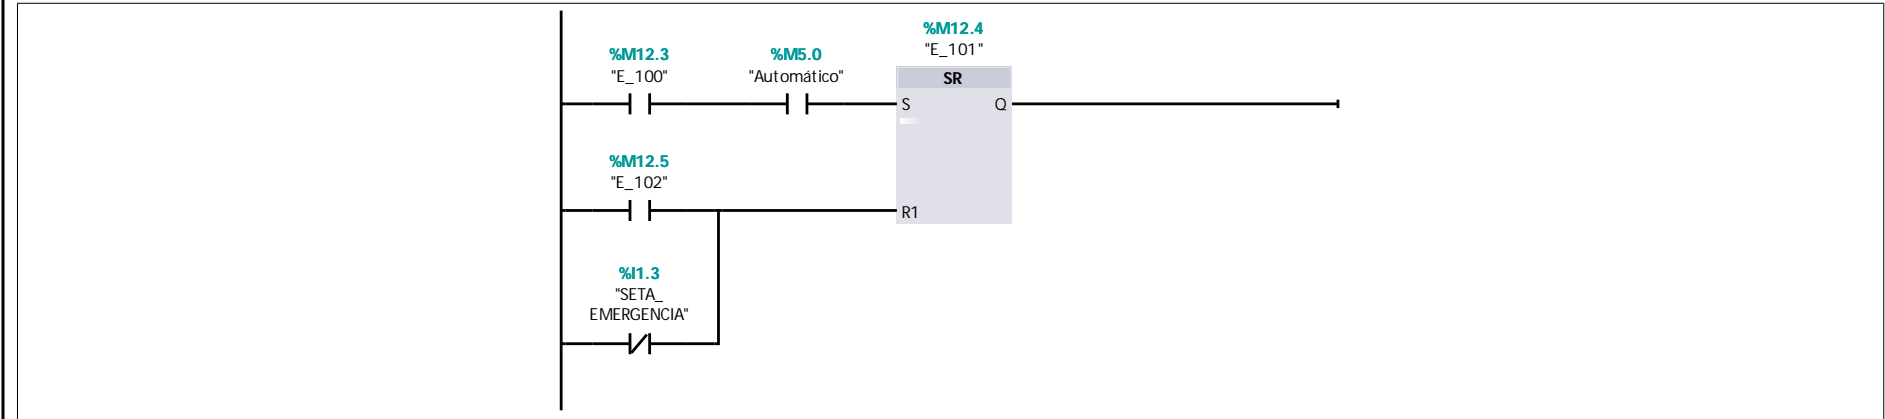 %M12.4
"E_101"
%M12.3
"E_100"
%M5.0
"Automático"
SR
S
Q
%M12.5
"E_102"
R1
%I1.3
"SETA_
EMERGENCIA"